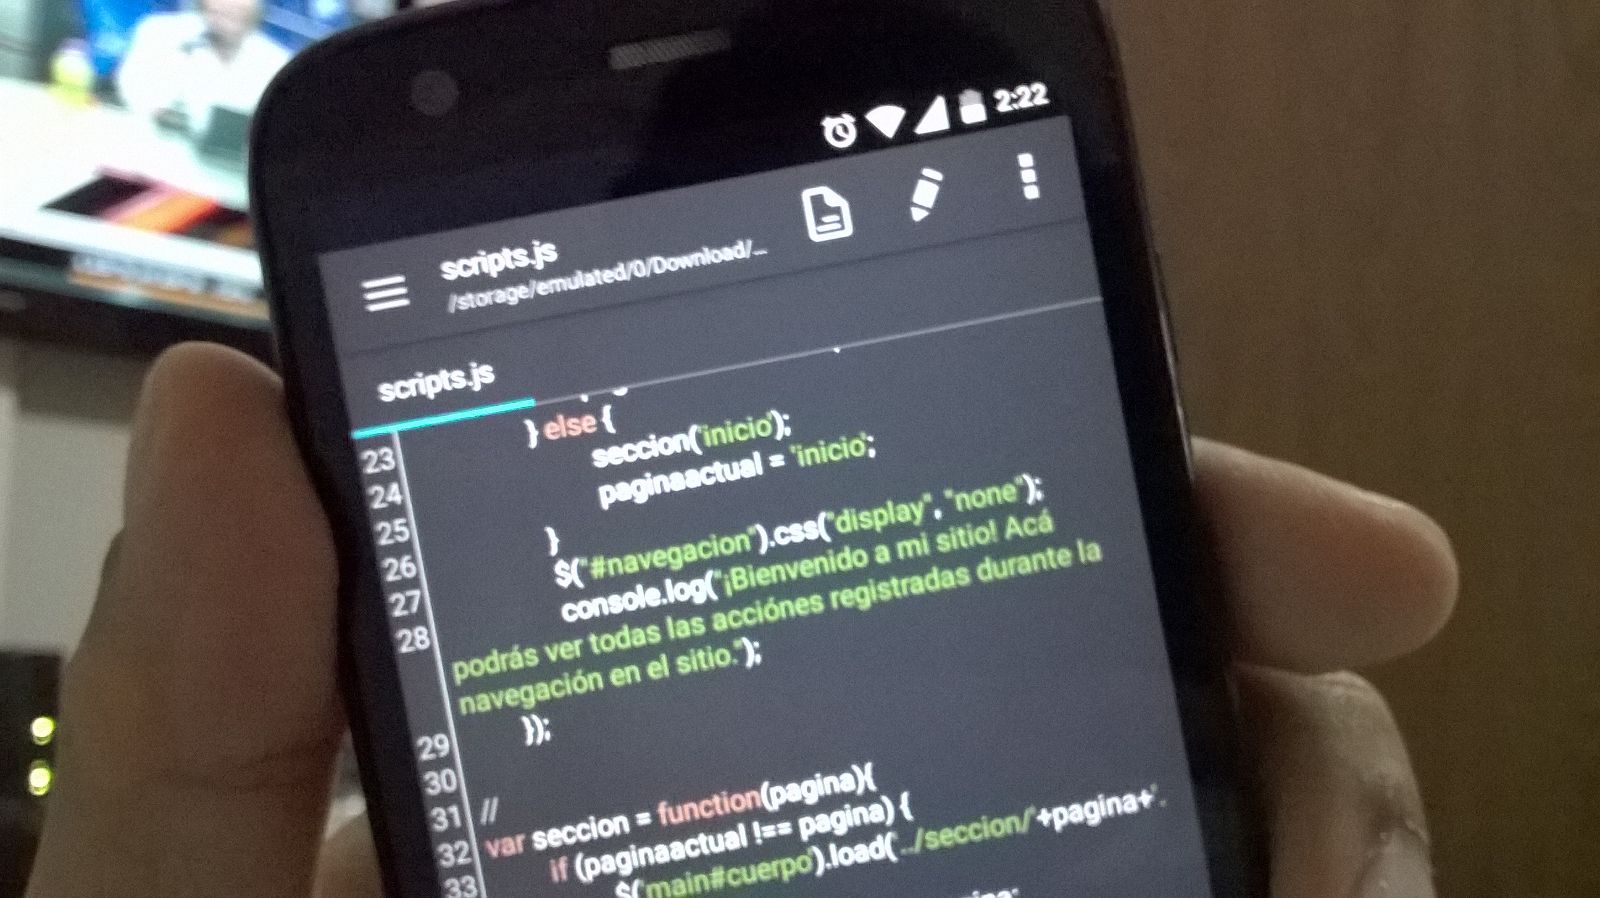 2:22
scripts.js
/storage/emulated/0/Download/...
scripts.js
} else {
23 seccion('inicio');
24 paginaactual = 'inicio';
25 }
26 $("#navegacion").css("display", "none");
27 console.log("¡Bienvenido a mi sitio! Acá
28 podrás ver todas las acciónes registradas durante la
navegación en el sitio.");
29 });
30
31 //
32 var seccion = function(pagina){
33 if (paginaactual !== pagina) {
$('main#cuerpo').load('../seccion/'+pagina+'.